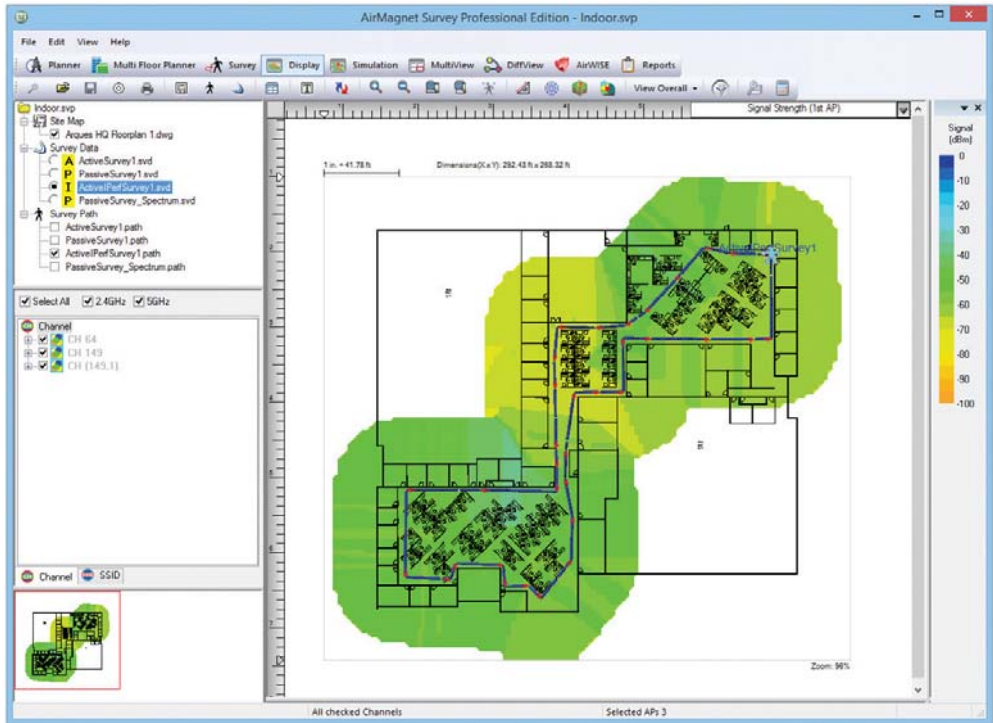 AirMagnet Survey Professional Edition - Indoor.svp
File Edit View Help
Planner Multi Floor Planner Survey Display Simulation MultiView DiffView AirWISE Reports
View Overall
Indoor.svp
Site Map
Arques HQ Floorplan 1.dwg
Survey Data
A ActiveSurvey1.svd
P PassiveSurvey1.svd
I ActiveIPerfSurvey1.svd
P PassiveSurvey_Spectrum.svd
Survey Path
ActiveSurvey1.path
PassiveSurvey1.path
ActiveIPerfSurvey1.path
PassiveSurvey_Spectrum.path
Select All 2.4GHz 5GHz
Channel
CH 64
CH 149
CH (149,1)
Channel SSID
Signal Strength (1st AP)
1 in. = 41.78 ft Dimensions(X x Y): 292.43 ft x 268.32 ft
ActiveIPerfSurvey1
Zoom: 96%
Signal
(dBm)
0
-10
-20
-30
-40
-50
-60
-70
-80
-90
-100
All checked Channels Selected APs 3